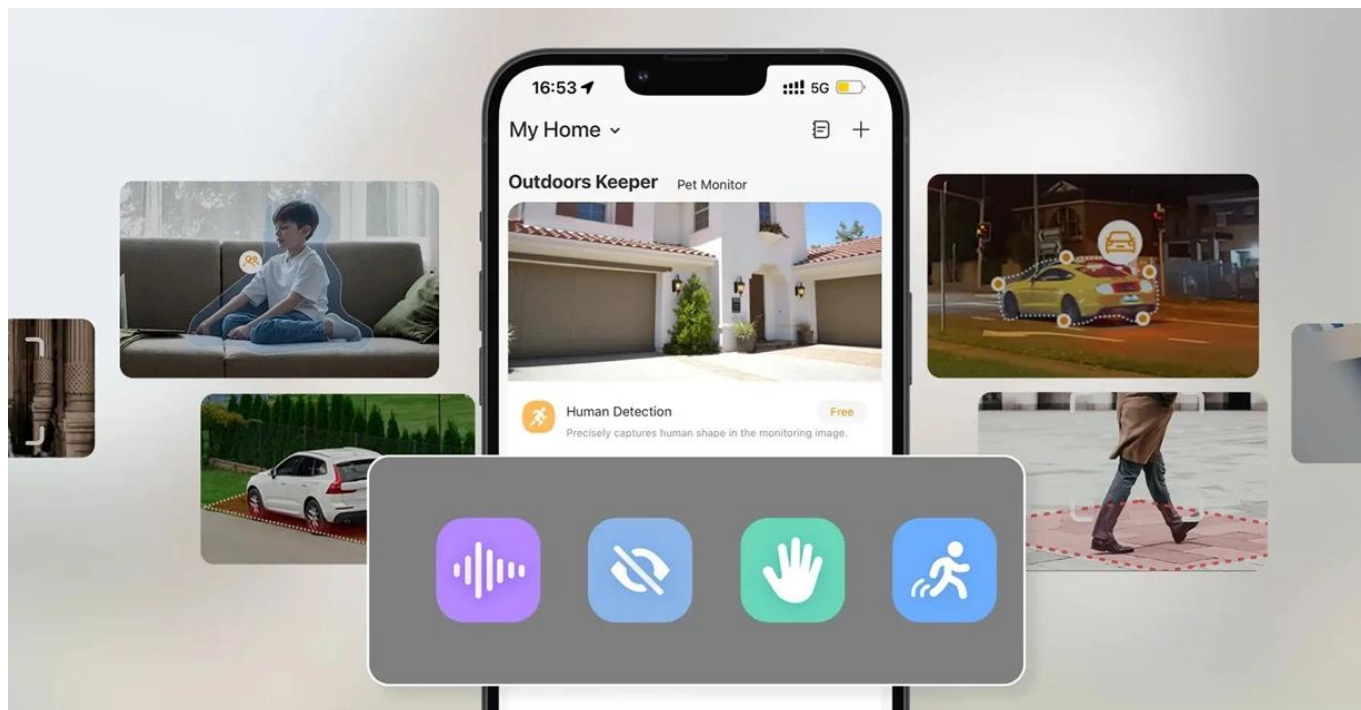 16:53 5G
My Home
Outdoors Keeper Pet Monitor
Human Detection Free
Precisely captures human shape in the monitoring image.